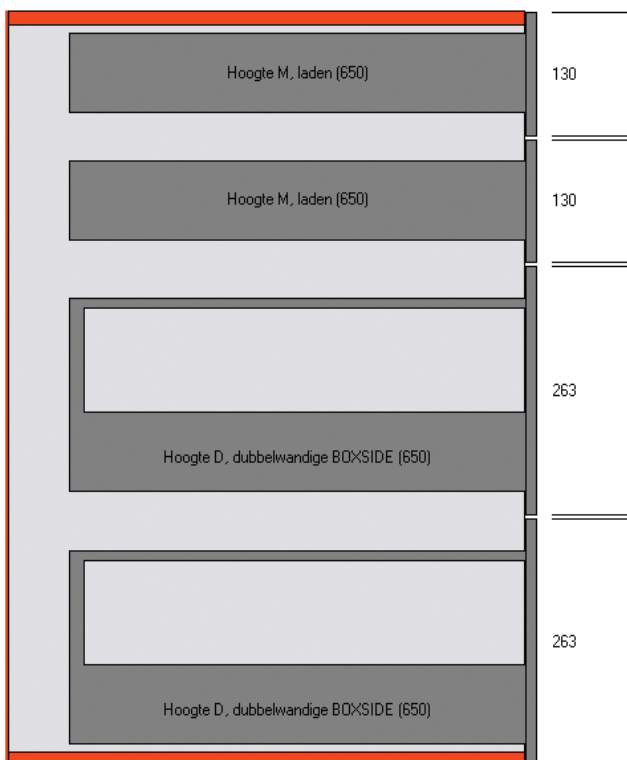 Hoogte M, laden (650)
130
Hoogte M, laden (650)
130
263
Hoogte D, dubbelwandige BOXSIDE (650)
263
Hoogte D, dubbelwandige BOXSIDE (650)